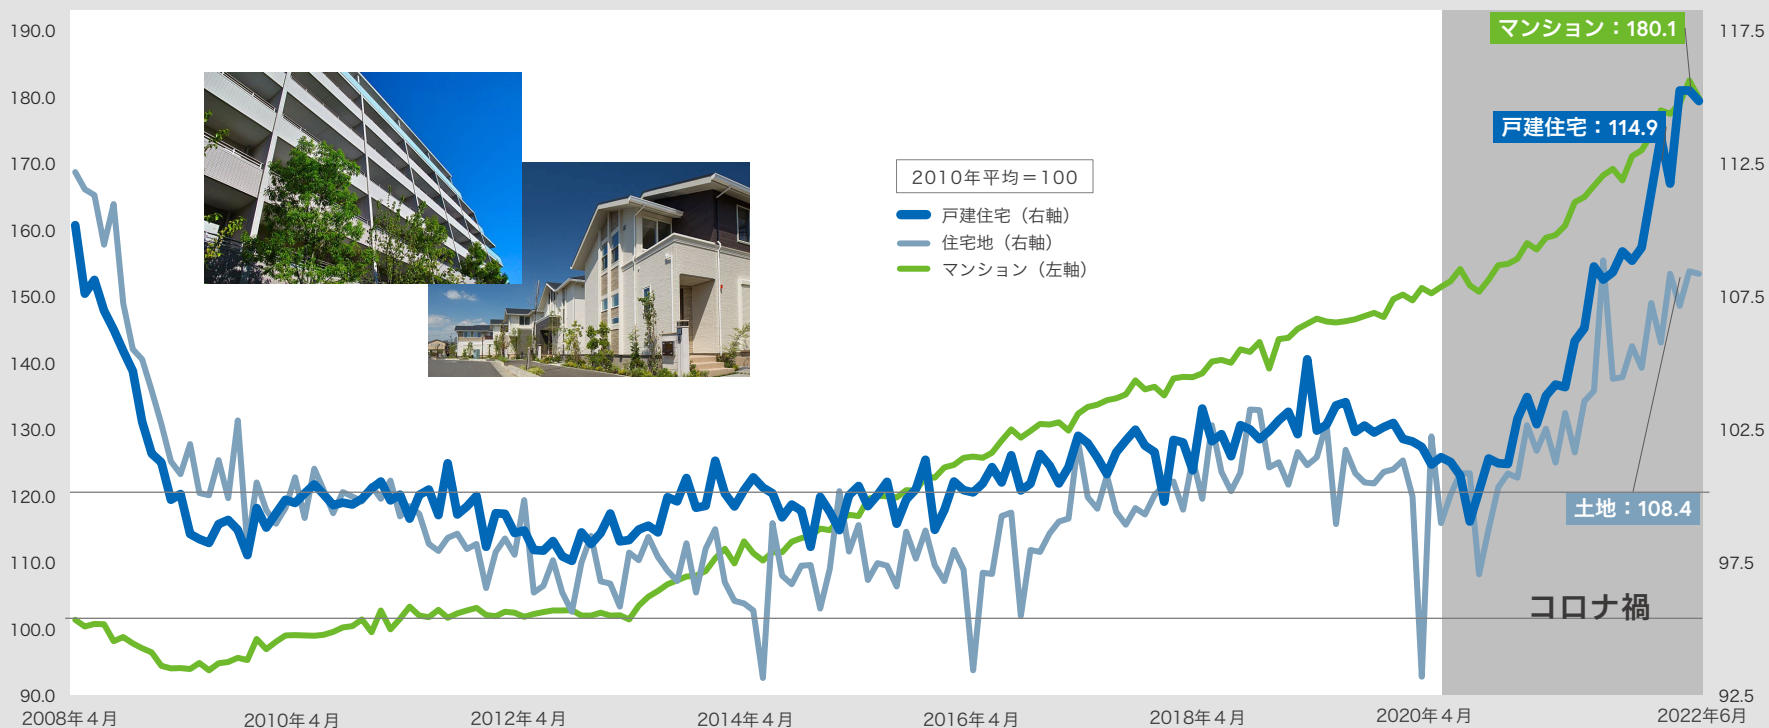 190.0
180.0
170.0
160.0
150.0
140.0
130.0
120.0
110.0
100.0
90.0
マンション：180.1
戸建住宅：114.9
2010年平均＝100
戸建住宅（右軸）
住宅地（右軸）
マンション（左軸）
土地：108.4
コロナ禍
117.5
112.5
107.5
102.5
97.5
92.5
2008年4月
2010年4月
2012年4月
2014年4月
2016年4月
2018年4月
2020年4月
2022年6月